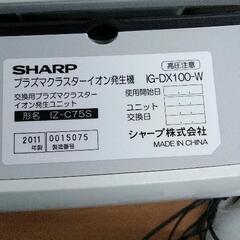 SHARP
高圧注意
プラズマクラスターイオン発生機 IG-DX100-W
交換用プラズマクラスター
イオン発生ユニット
形名 IZ-C75S
使用開始日
ユニット
交換日
2011年製 0015075 製造番号
シャープ株式会社
MADE IN CHINA